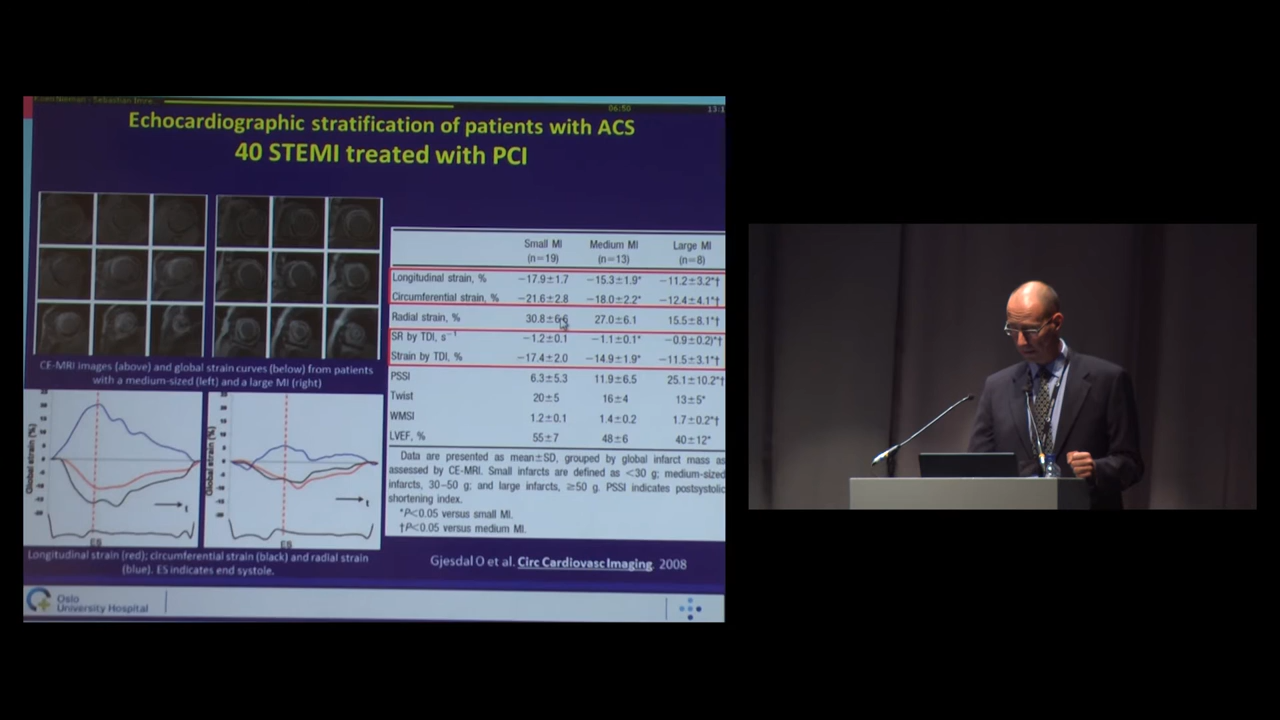 06:50
Echocardiographic stratification of patients with ACS
40 STEMI treated with PCI
Small MI Medium MI Large MI
(n=19) (n=13) (n=8)
Longitudinal strain, % −17.9±1.7 −15.3±1.9* −11.2±3.2*†
Circumferential strain, % −21.6±2.8 −18.0±2.2* −12.4±4.1*†
Radial strain, % 30.8±6.6 27.0±6.1 15.5±8.1*†
SR by TDI, s−1 −1.2±0.1 −1.1±0.1* −0.9±0.2)*†
Strain by TDI, % −17.4±2.0 −14.9±1.9* −11.5±3.1*†
PSSI 6.3±5.3 11.9±6.5 25.1±10.2*†
Twist 20±5 16±4 13±5*
WMSI 1.2±0.1 1.4±0.2 1.7±0.2*†
LVEF, % 55±7 48±6 40±12*
Data are presented as mean±SD, grouped by global infarct mass as
assessed by CE-MRI. Small infarcts are defined as <30 g; medium-sized
infarcts, 30–50 g; and large infarcts, ≥50 g. PSSI indicates postsystolic
shortening index.
*P<0.05 versus small MI.
†P<0.05 versus medium MI.
CE-MRI images (above) and global strain curves (below) from patients
with a medium-sized (left) and a large MI (right)
Global strain (%)
t
ES
Global strain (%)
t
ES
Longitudinal strain (red); circumferential strain (black) and radial strain
(blue). ES indicates end systole.
Gjesdal O et al. Circ Cardiovasc Imaging. 2008
Oslo
University Hospital